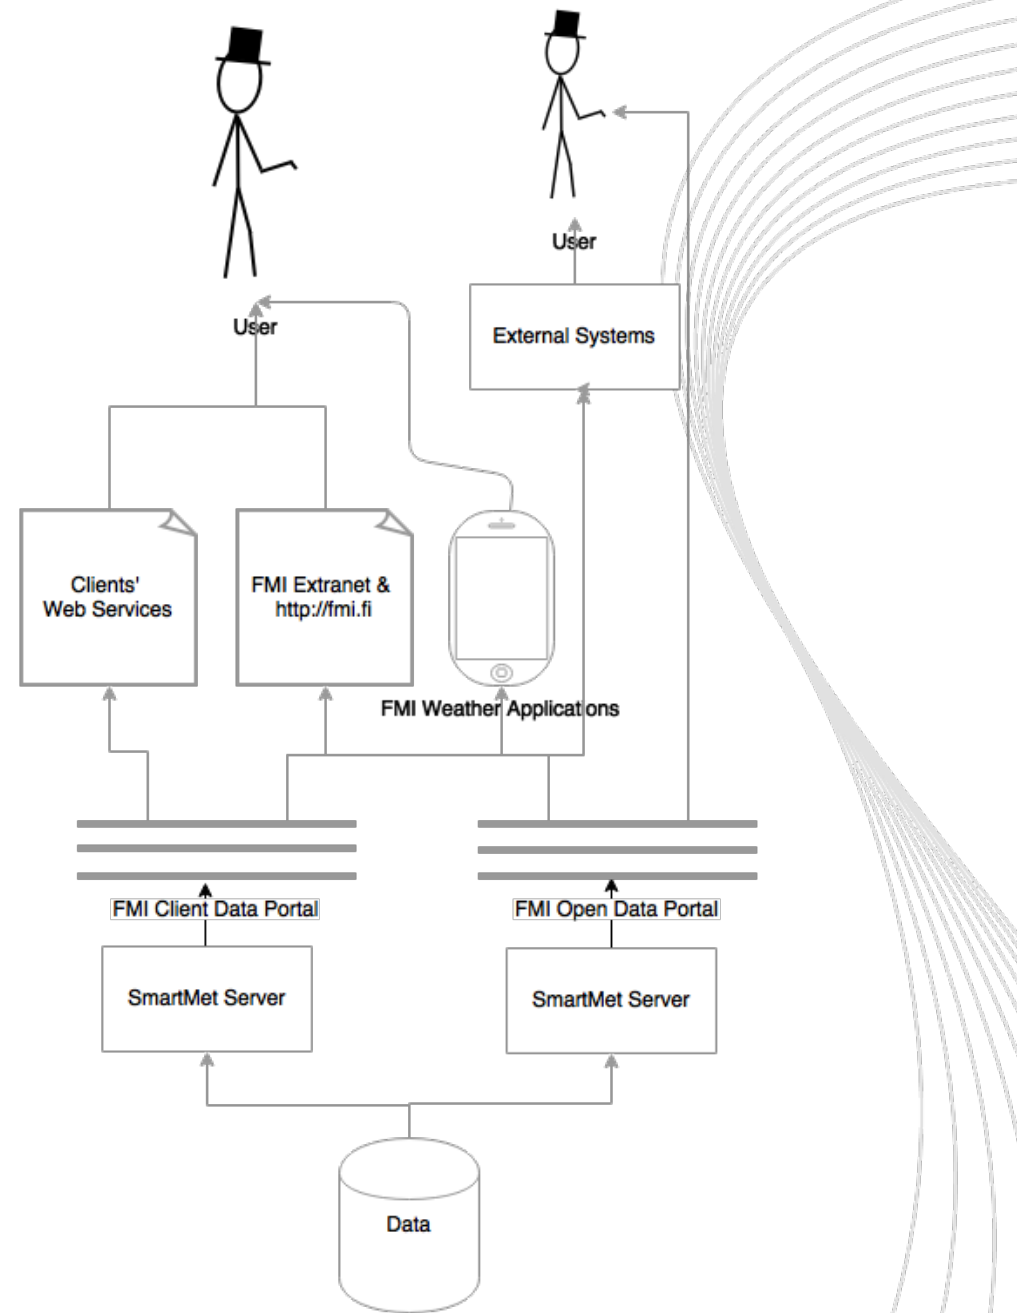 User
User
External Systems
Clients'
Web Services
FMI Extranet &
http://fmi.fi
FMI Weather Applications
FMI Client Data Portal
FMI Open Data Portal
SmartMet Server
SmartMet Server
Data